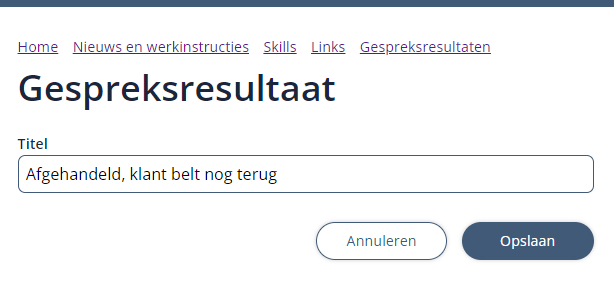 Home Nieuws en werkinstructies Skills Links Gespreksresultaten
Gespreksresultaat
Titel
Afgehandeld, klant belt nog terug
Annuleren Opslaan